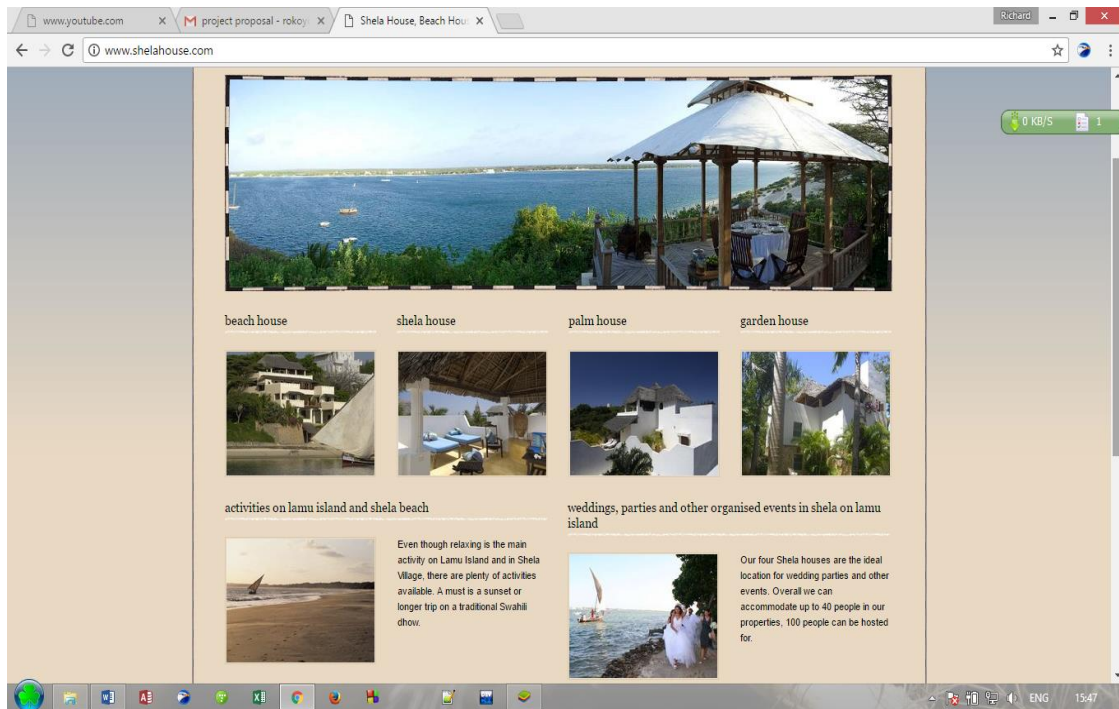 www.youtube.com
project proposal - rokoy
Shela House, Beach Hou
Richard
www.shelahouse.com
0 KB/S
1
beach house
shela house
palm house
garden house
activities on lamu island and shela beach
Even though relaxing is the main
activity on Lamu Island and in Shela
Village, there are plenty of activities
available. A must is a sunset or
longer trip on a traditional Swahili
dhow.
weddings, parties and other organised events in shela on lamu
island
Our four Shela houses are the ideal
location for wedding parties and other
events. Overall we can
accommodate up to 40 people in our
properties, 100 people can be hosted
for.
ENG
15:47